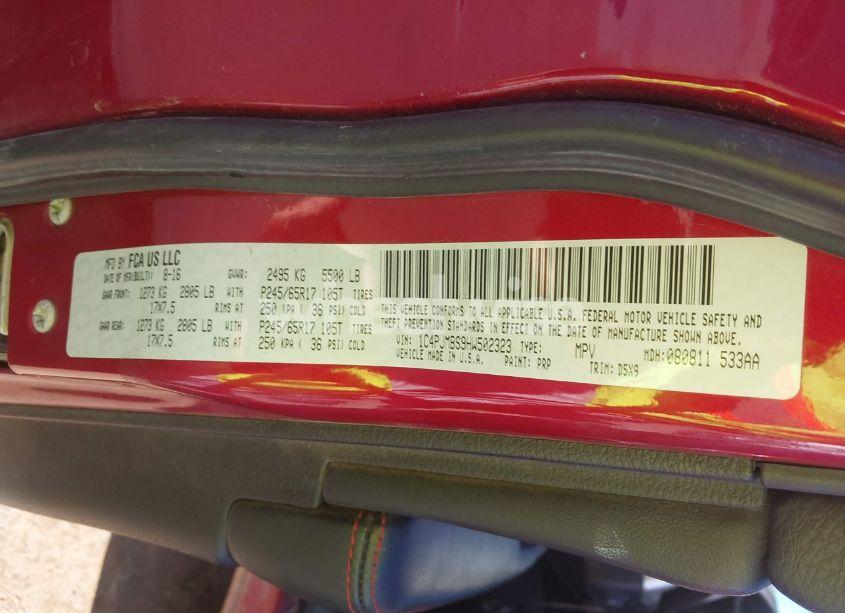 MFD BY FCA US LLC
DATE OF MFR(BUILT): 8-16 GVWR: 2495 KG 5500 LB
GAWR FRONT: 1273 KG 2805 LB WITH P245/65R17 105T TIRES
17X7.5 RIMS AT 250 KPA ( 36 PSI) COLD
GAWR REAR: 1273 KG 2805 LB WITH P245/65R17 105T TIRES
17X7.5 RIMS AT 250 KPA ( 36 PSI) COLD
THIS VEHICLE CONFORMS TO ALL APPLICABLE U.S.A. FEDERAL MOTOR VEHICLE SAFETY AND
THEFT PREVENTION STANDARDS IN EFFECT ON THE DATE OF MANUFACTURE SHOWN ABOVE.
VIN: 1C4PJMBS9HW502323 TYPE: MPV MDH: 080811 533AA
VEHICLE MADE IN U.S.A. PAINT: PRP TRIM: D5X9